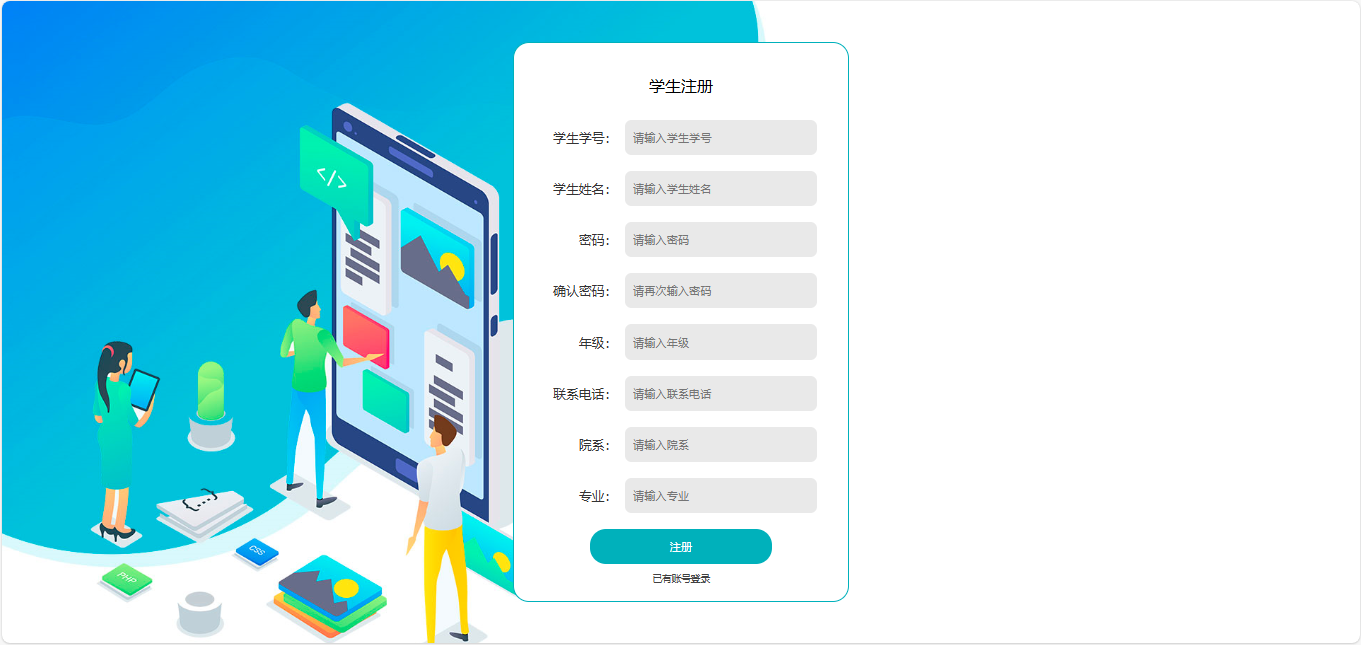 学生注册
学生学号： 请输入学生学号
学生姓名： 请输入学生姓名
密码： 请输入密码
确认密码： 请再次输入密码
年级： 请输入年级
联系电话： 请输入联系电话
院系： 请输入院系
专业： 请输入专业
注册
已有账号登录
</>
CSS
PHP